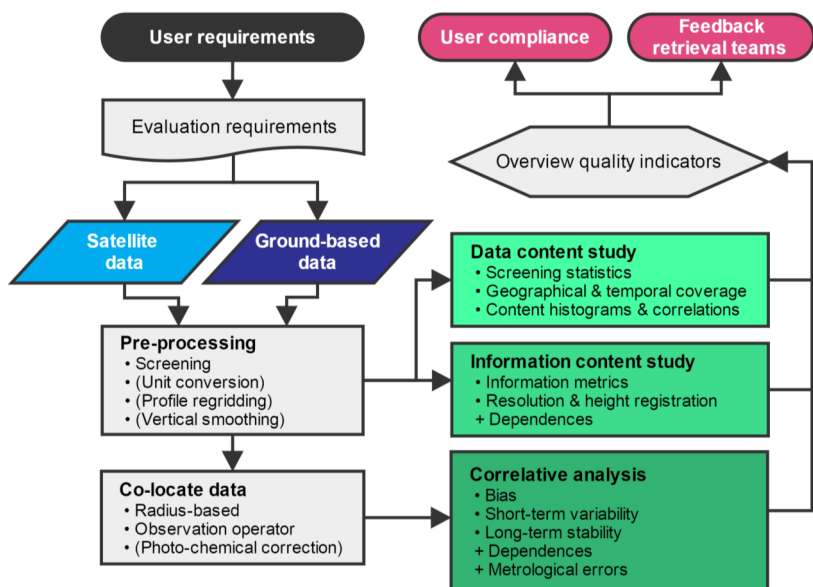 User requirements
User compliance
Feedback
retrieval teams
Evaluation requirements
Overview quality indicators
Satellite
data
Ground-based
data
Data content study
• Screening statistics
• Geographical & temporal coverage
• Content histograms & correlations
Pre-processing
• Screening
• (Unit conversion)
• (Profile regridding)
• (Vertical smoothing)
Information content study
• Information metrics
• Resolution & height registration
+ Dependences
Co-locate data
• Radius-based
• Observation operator
• (Photo-chemical correction)
Correlative analysis
• Bias
• Short-term variability
• Long-term stability
+ Dependences
+ Metrological errors